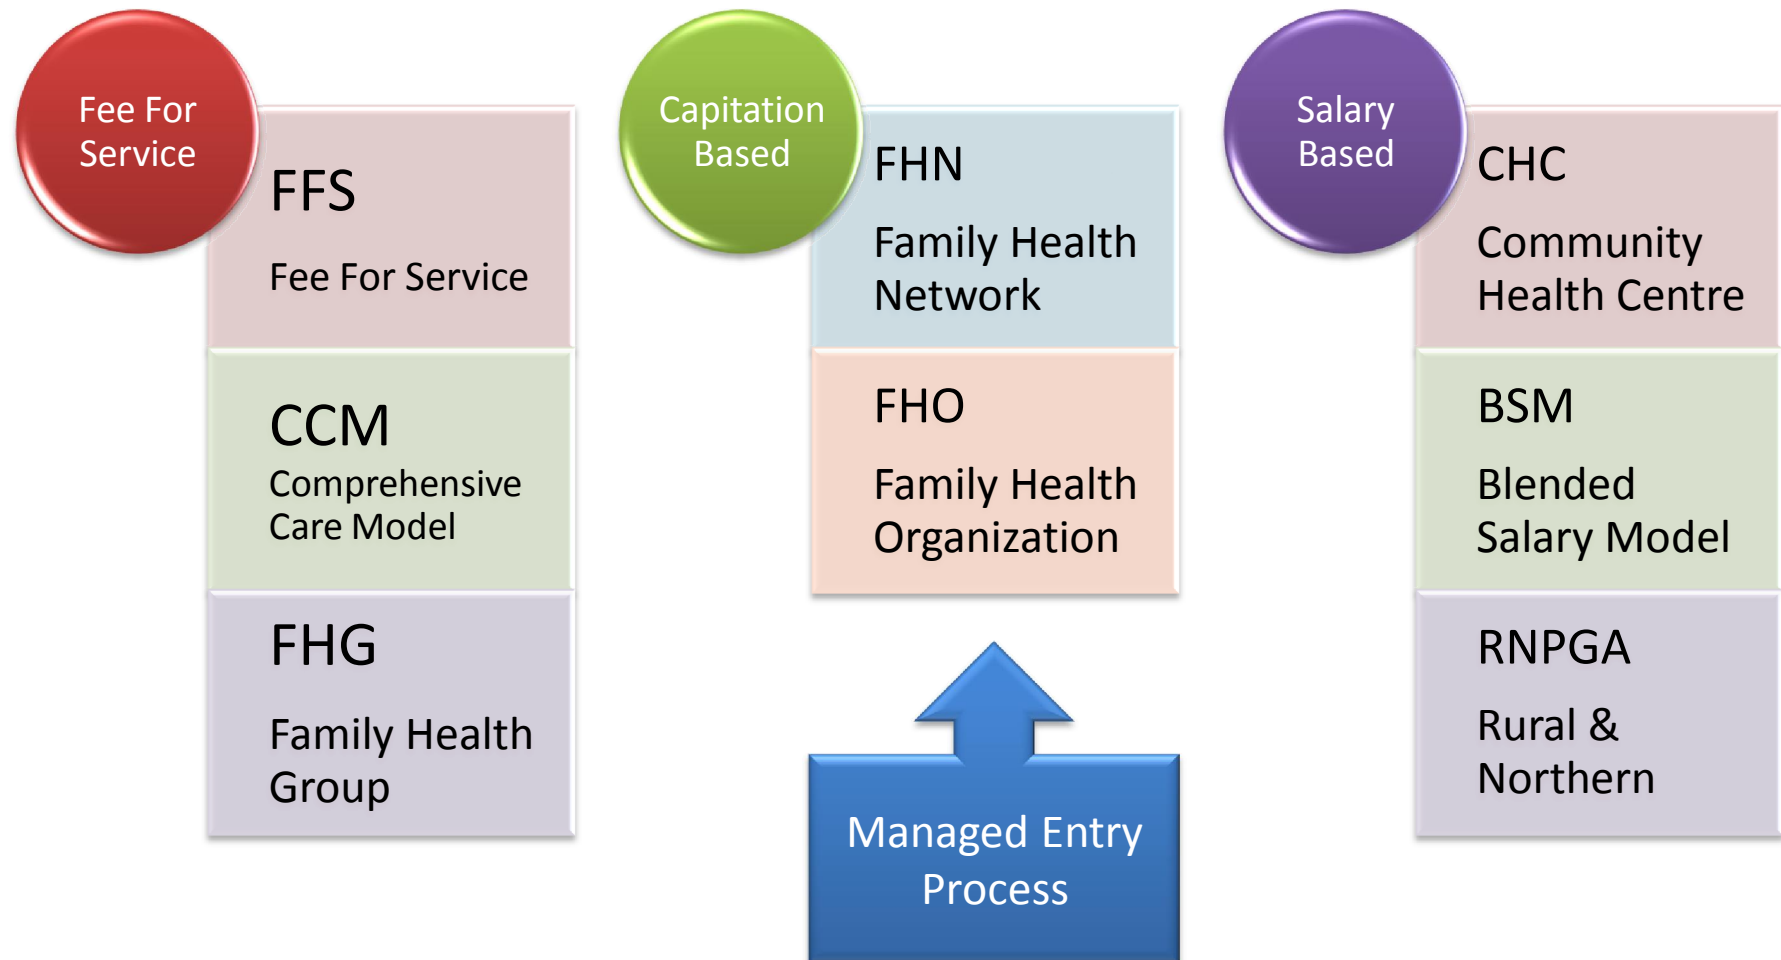 Fee For
Service
FFS
Fee For Service
CCM
Comprehensive
Care Model
FHG
Family Health
Group
Capitation
Based
FHN
Family Health
Network
FHO
Family Health
Organization
Managed Entry
Process
Salary
Based
CHC
Community
Health Centre
BSM
Blended
Salary Model
RNPGA
Rural &
Northern